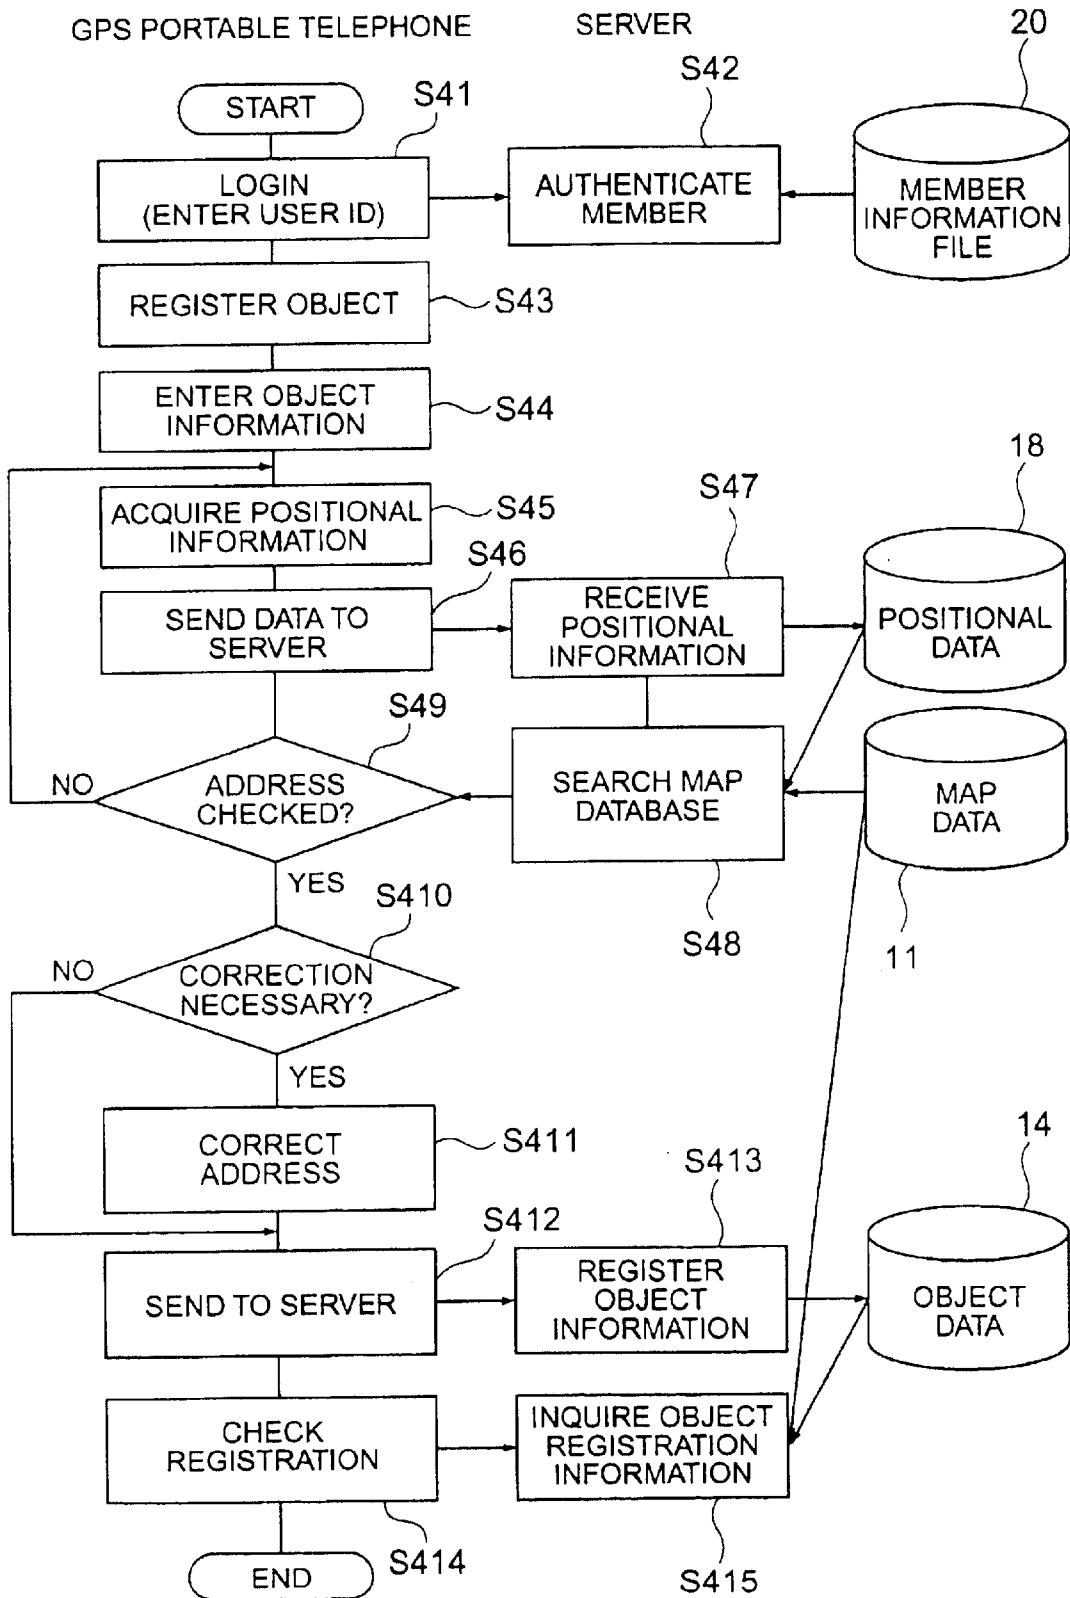 GPS PORTABLE TELEPHONE
SERVER
20
S42
START
S41
LOGIN
(ENTER USER ID)
AUTHENTICATE
MEMBER
MEMBER
INFORMATION
FILE
REGISTER OBJECT
S43
ENTER OBJECT
INFORMATION
S44
18
S47
ACQUIRE POSITIONAL
INFORMATION
S45
S46
SEND DATA TO
SERVER
RECEIVE
POSITIONAL
INFORMATION
POSITIONAL
DATA
S49
NO
ADDRESS
CHECKED?
SEARCH MAP
DATABASE
MAP
DATA
YES
S410
S48
11
NO
CORRECTION
NECESSARY?
YES
CORRECT
ADDRESS
S411
S413
14
S412
SEND TO SERVER
REGISTER
OBJECT
INFORMATION
OBJECT
DATA
CHECK
REGISTRATION
INQUIRE OBJECT
REGISTRATION
INFORMATION
S414
S415
END